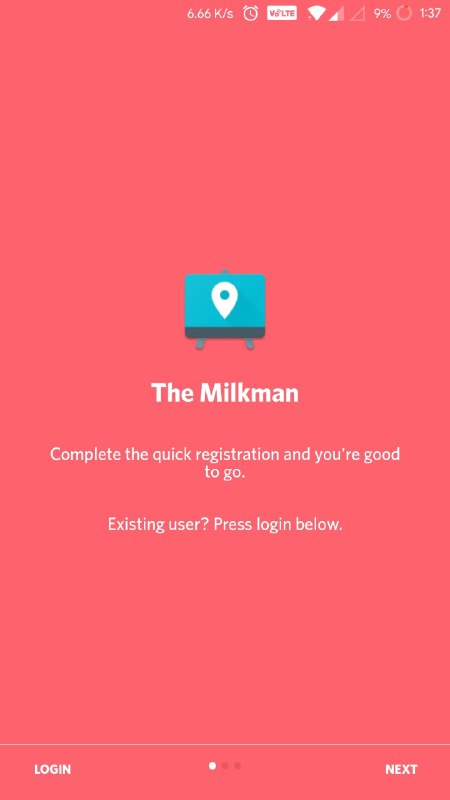 6.66 K/s VoLTE 9% 1:37
The Milkman
Complete the quick registration and you're good
to go.
Existing user? Press login below.
LOGIN NEXT